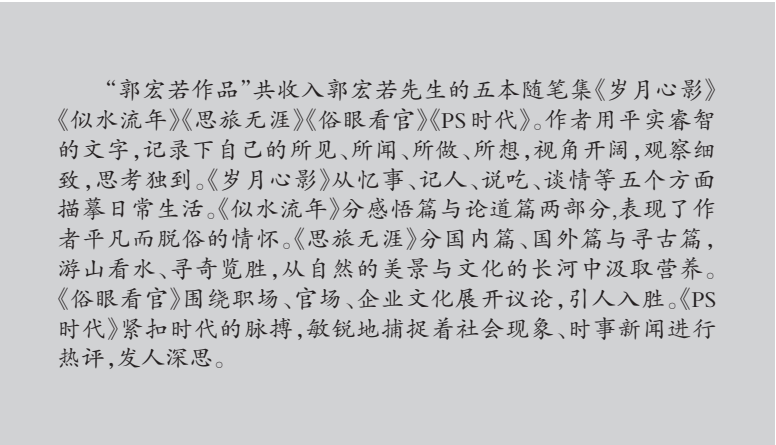 “郭宏若作品”共收入郭宏若先生的五本随笔集《岁月心影》
《似水流年》《思旅无涯》《俗眼看官》《PS时代》。作者用平实睿智
的文字,记录下自己的所见、所闻、所做、所想,视角开阔,观察细
致,思考独到。《岁月心影》从忆事、记人、说吃、谈情等五个方面
描摹日常生活。《似水流年》分感悟篇与论道篇两部分,表现了作
者平凡而脱俗的情怀。《思旅无涯》分国内篇、国外篇与寻古篇,
游山看水、寻奇览胜,从自然的美景与文化的长河中汲取营养。
《俗眼看官》围绕职场、官场、企业文化展开议论,引人入胜。《PS
时代》紧扣时代的脉搏,敏锐地捕捉着社会现象、时事新闻进行
热评,发人深思。